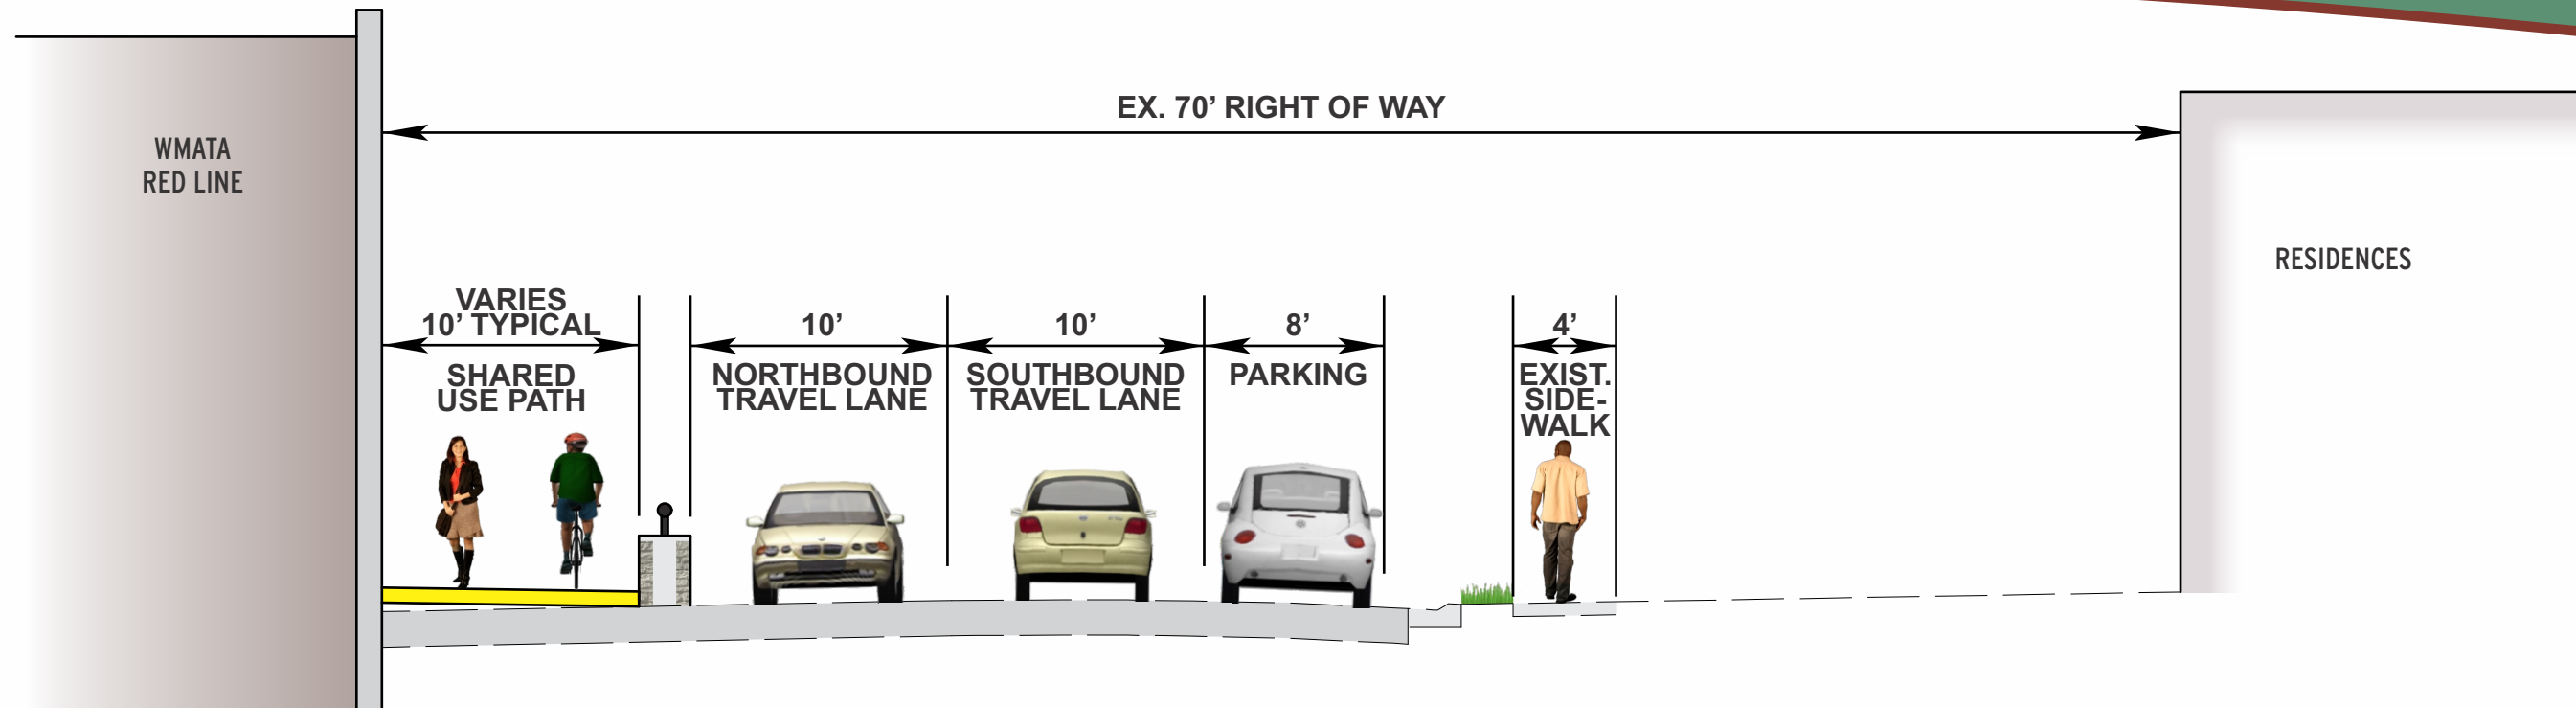 EX. 70’ RIGHT OF WAY
WMATA
RED LINE
RESIDENCES
VARIES
10’ TYPICAL
SHARED
USE PATH
10’
NORTHBOUND
TRAVEL LANE
10’
SOUTHBOUND
TRAVEL LANE
8’
PARKING
4’
EXIST.
SIDE-
WALK